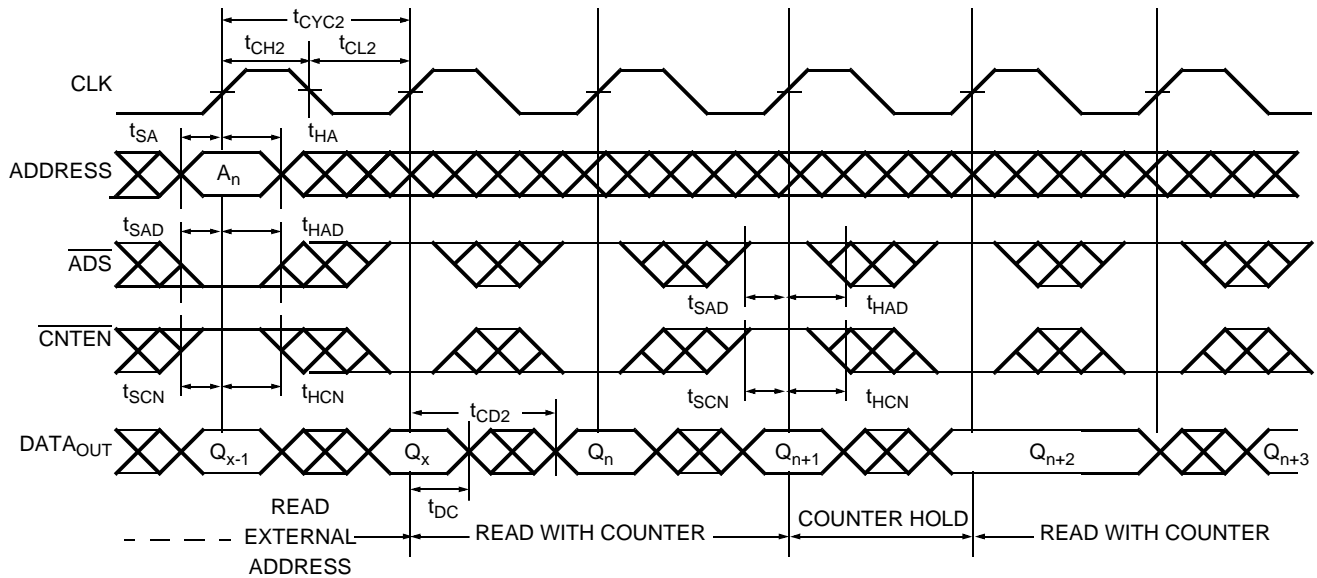 tCYC2
tCH2 tCL2
CLK
tSA tHA
ADDRESS An
tSAD tHAD
ADS
tSAD tHAD
CNTEN
tSCN tHCN tSCN tHCN
tCD2
DATAOUT Qx-1 Qx Qn Qn+1 Qn+2 Qn+3
tDC
READ
EXTERNAL
ADDRESS
READ WITH COUNTER
COUNTER HOLD
READ WITH COUNTER